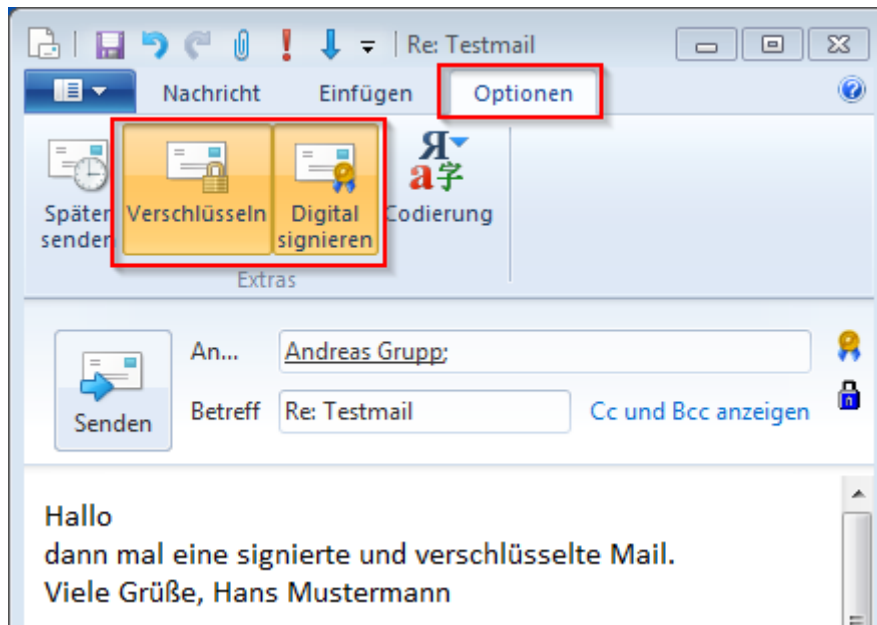 Re: Testmail
Nachricht Einfügen Optionen
Später senden
Verschlüsseln
Digital signieren
Codierung
Extras
An... Andreas Grupp;
Senden
Betreff Re: Testmail Cc und Bcc anzeigen
Hallo
dann mal eine signierte und verschlüsselte Mail.
Viele Grüße, Hans Mustermann